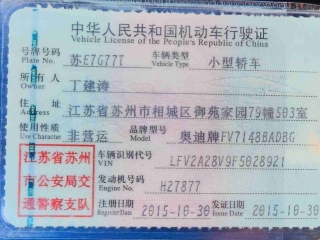 中华人民共和国机动车行驶证
Vehicle License of the People's Republic of China
号牌号码 苏E7G77T 车辆类型 小型轿车
Plate No. Vehicle Type
所有人 丁建涛
Owner
住址 江苏省苏州市相城区御苑家园79幢503室
Address
使用性质 非营运 品牌型号 奥迪牌FV7148BADBG
Use Character Model
江苏省苏州市公安局交通警察支队
车辆识别代号 LFV2A28V9F5028921
VIN
发动机号码 H27877
Engine No.
注册日期 2015-10-30 发证日期 2015-10-30
Register Date Issue Date